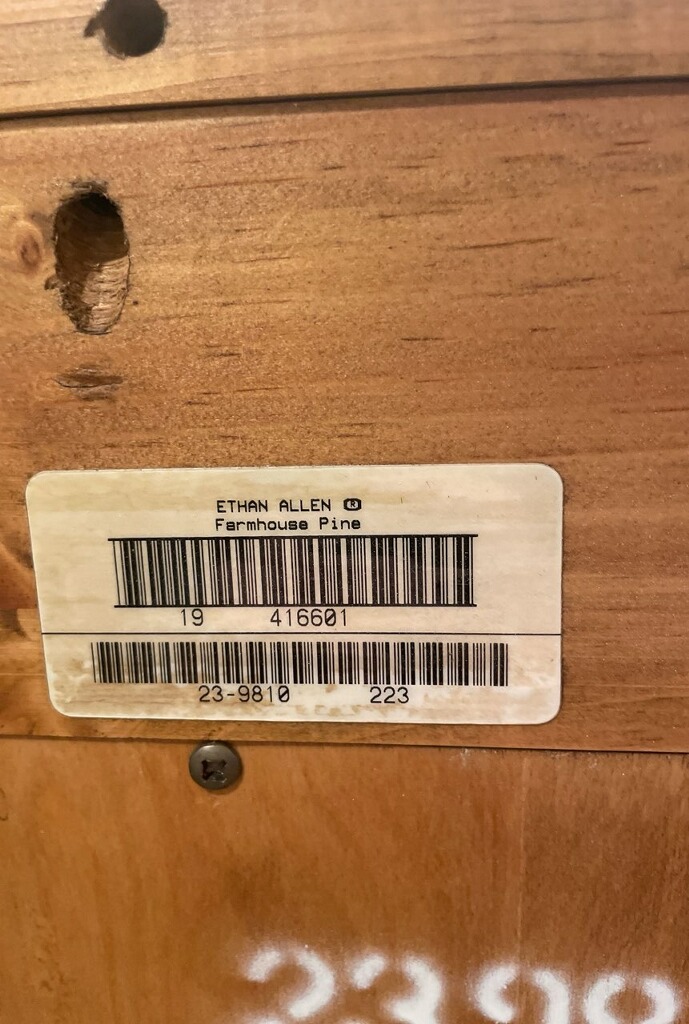 ETHAN ALLEN ®
Farmhouse Pine
19 416601
23-9810 223